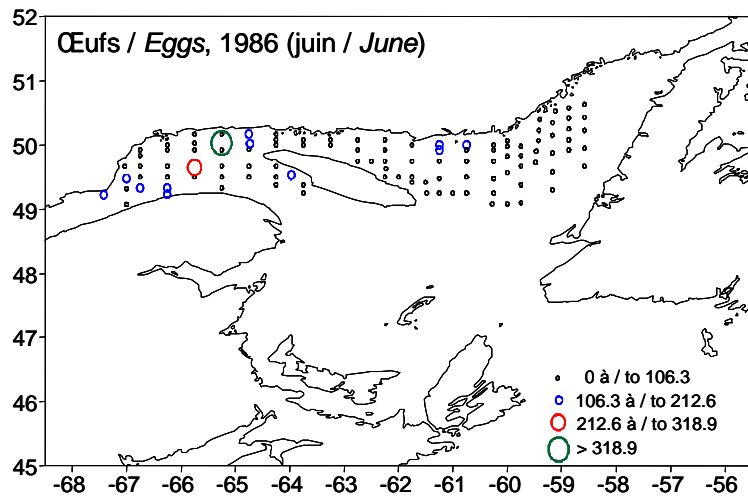 Œufs / Eggs, 1986 (juin / June)
52
51
50
49
48
47
46
45
0 à / to 106.3
106.3 à / to 212.6
212.6 à / to 318.9
> 318.9
-68 -67 -66 -65 -64 -63 -62 -61 -60 -59 -58 -57 -56